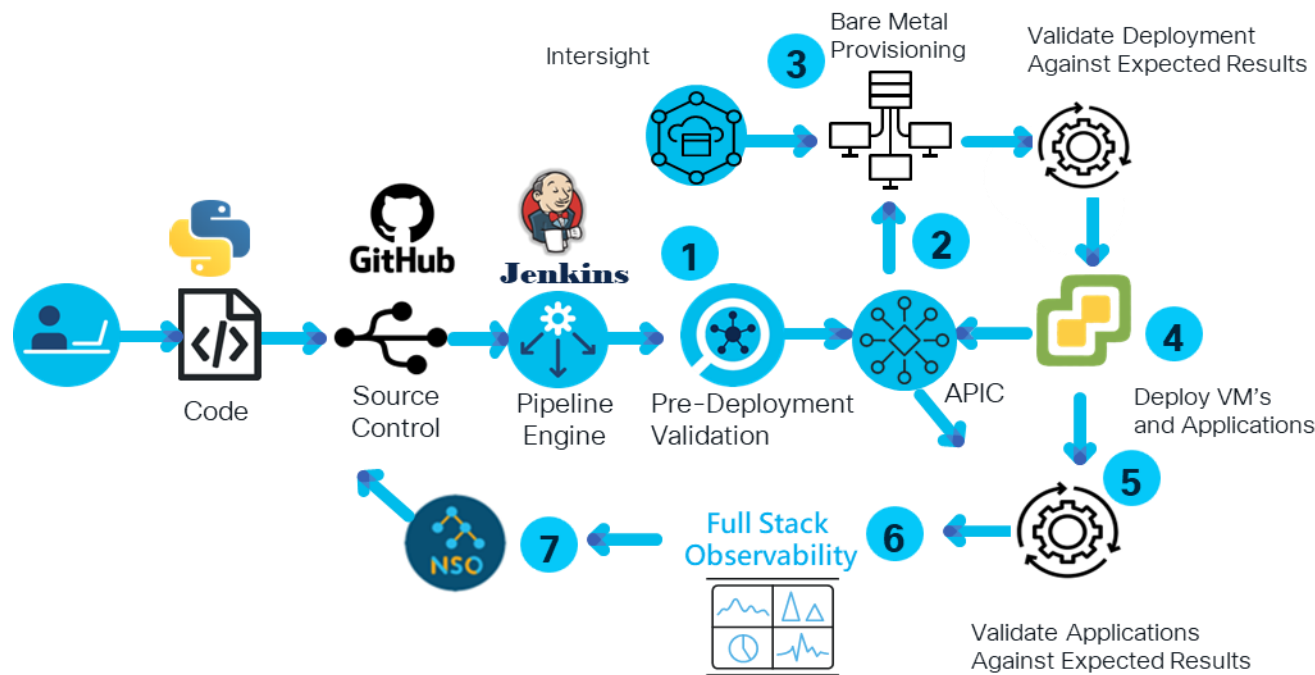 Intersight
3
Bare Metal
Provisioning
Validate Deployment
Against Expected Results
GitHub
Jenkins
1
2
4
Code
Source
Control
Pipeline
Engine
Pre-Deployment
Validation
APIC
Deploy VM's
and Applications
5
NSO
7
Full Stack
Observability
6
Validate Applications
Against Expected Results